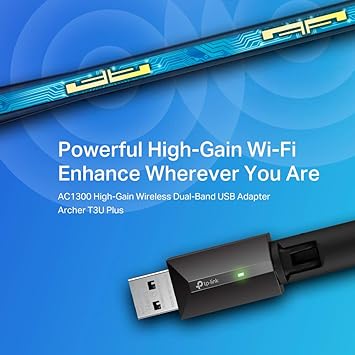 Powerful High-Gain Wi-Fi
Enhance Wherever You Are
AC1300 High-Gain Wireless Dual-Band USB Adapter
Archer T3U Plus
tp-link